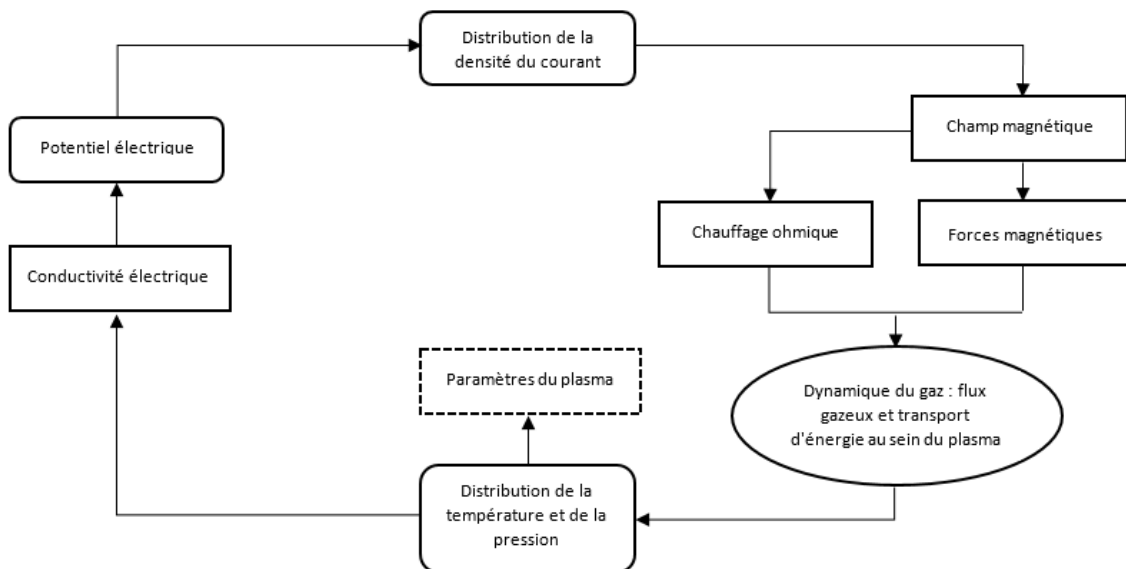 Distribution de la
densité du courant
Champ magnétique
Potentiel électrique
Chauffage ohmique
Forces magnétiques
Conductivité électrique
Paramètres du plasma
Dynamique du gaz : flux
gazeux et transport
d'énergie au sein du plasma
Distribution de la
température et de la
pression